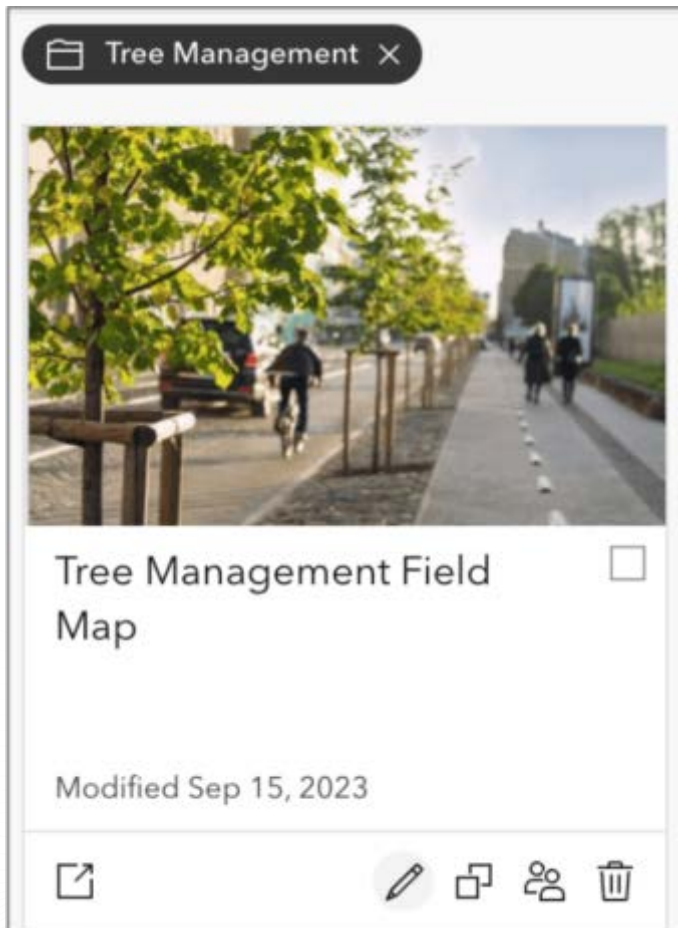 Tree Management
Tree Management Field
Map
Modified Sep 15, 2023